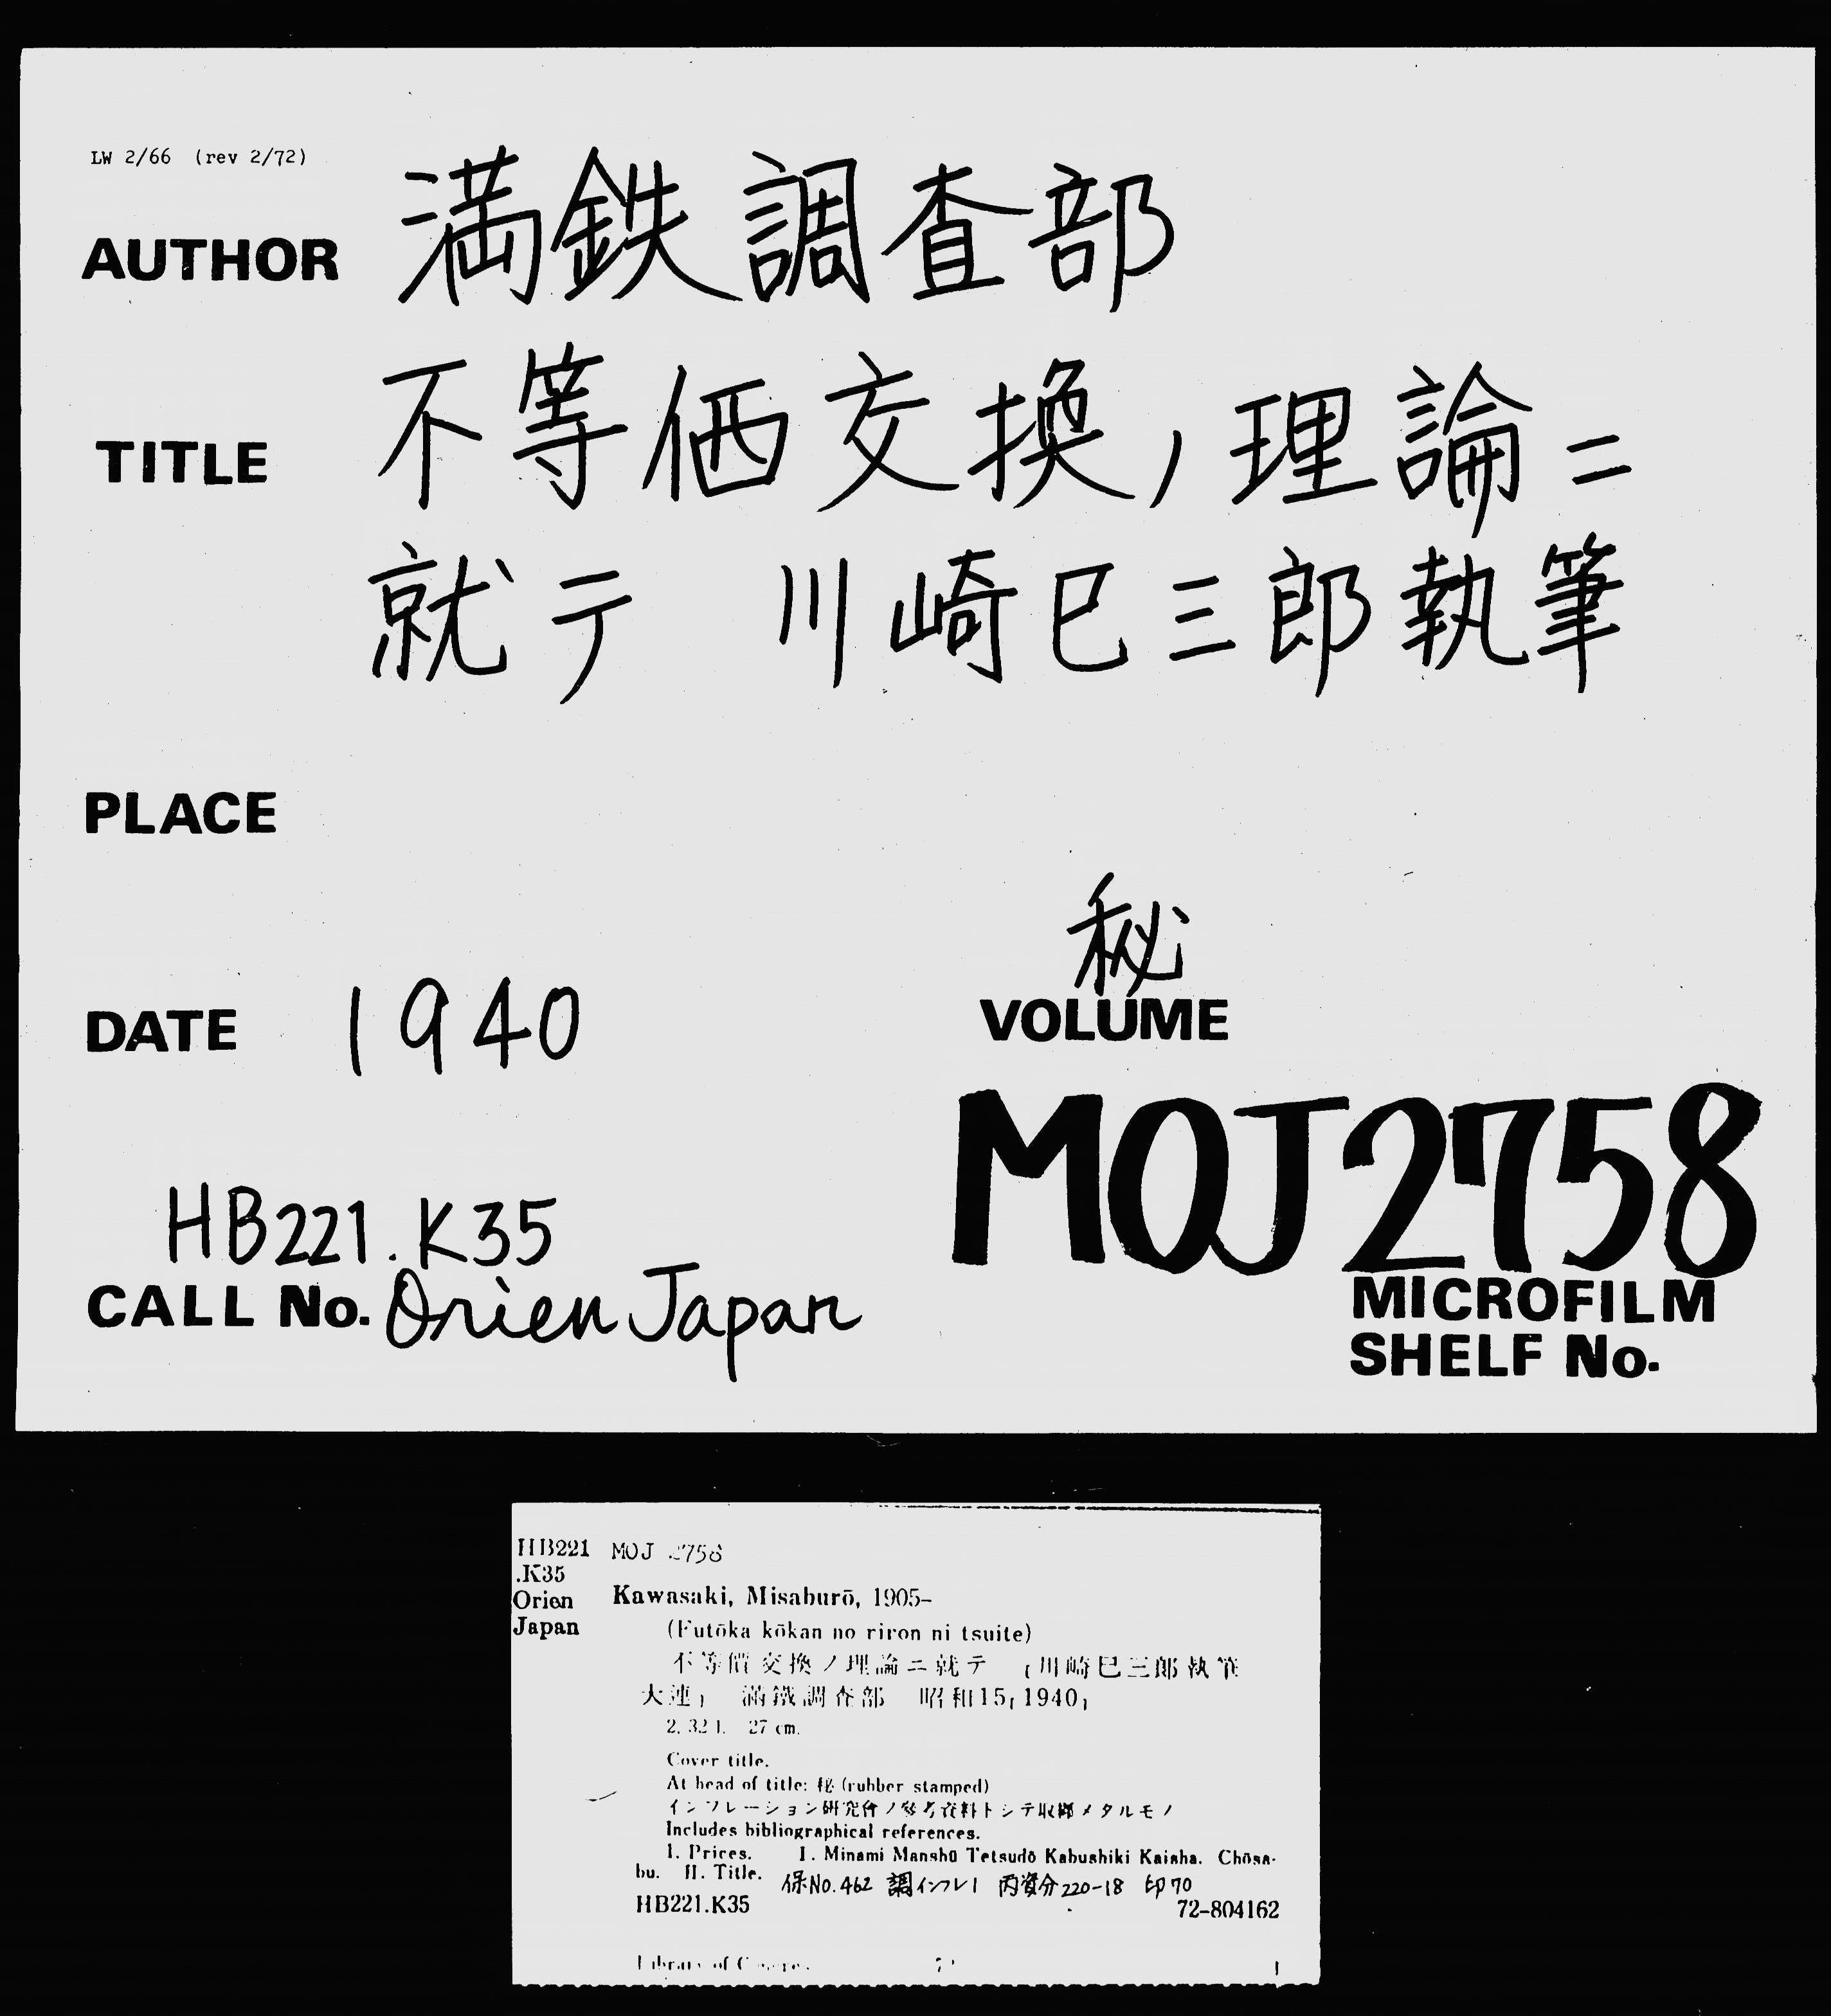 LW 2/66 (rev 2/72)
AUTHOR 満鉄調査部
TITLE 不等価交換ノ理論ニ
就テ 川崎巳三郎執筆
PLACE
DATE 1940
秘
VOLUME
MOJ 2758
MICROFILM
SHELF No.
HB221.K35
CALL No. Orien Japan
HB221 MOJ 2758
.K35
Orien Kawasaki, Misaburō, 1905–
Japan (Futōka kōkan no riron ni tsuite)
不等價交換ノ理論ニ就テ [川崎巳三郎執筆
大連] 滿鐵調査部 昭和15[1940]
2, 32 l. 27 cm.
Cover title.
At head of title: 秘 (rubber stamped)
インフレーション研究會ノ參考資料トシテ取纏メタルモノ
Includes bibliographical references.
1. Prices. I. Minami Manshū Tetsudō Kabushiki Kaisha. Chōsa-
bu. II. Title.
保No.462 調インフレ1 丙資分220-18 印70
HB221.K35 72-804162
Library of Congress